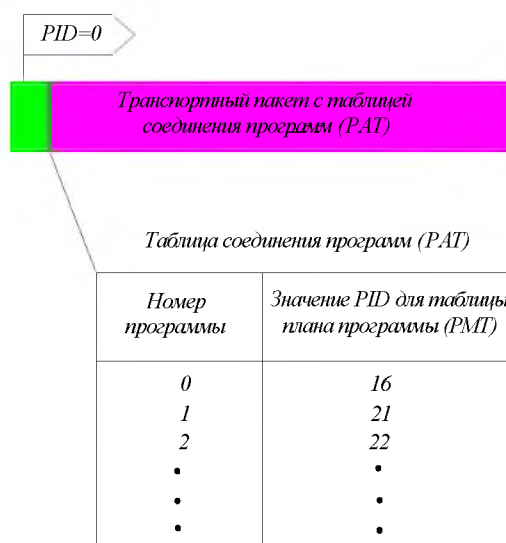 PID=0
Транспортный пакет с таблицей
соединения программ (PAT)
Таблица соединения программ (PAT)
Номер
программы
Значение PID для таблицы
плана программы (PMT)
0 16
1 21
2 22